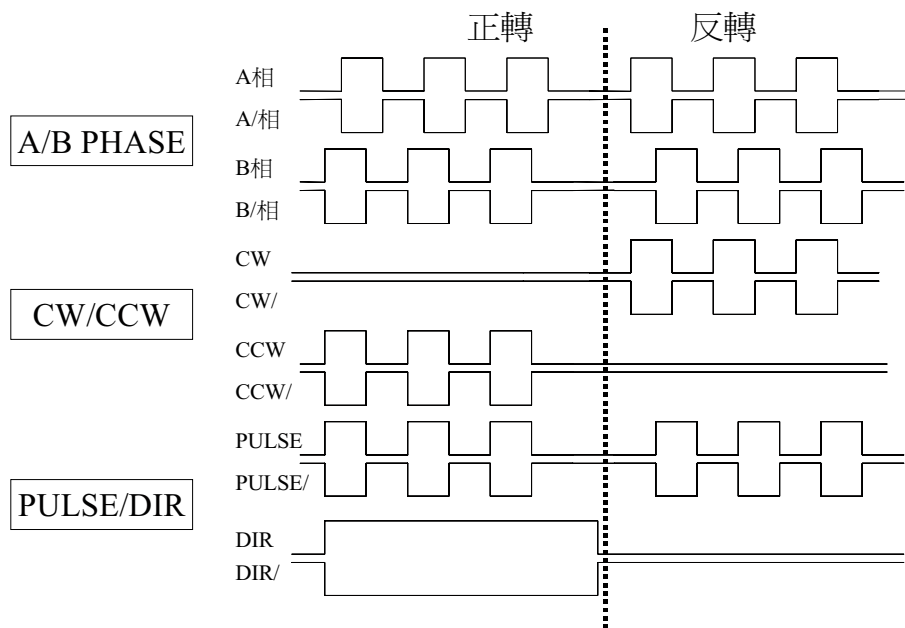 正轉 反轉
A/B PHASE
A相
A/相
B相
B/相
CW/CCW
CW
CW/
CCW
CCW/
PULSE/DIR
PULSE
PULSE/
DIR
DIR/